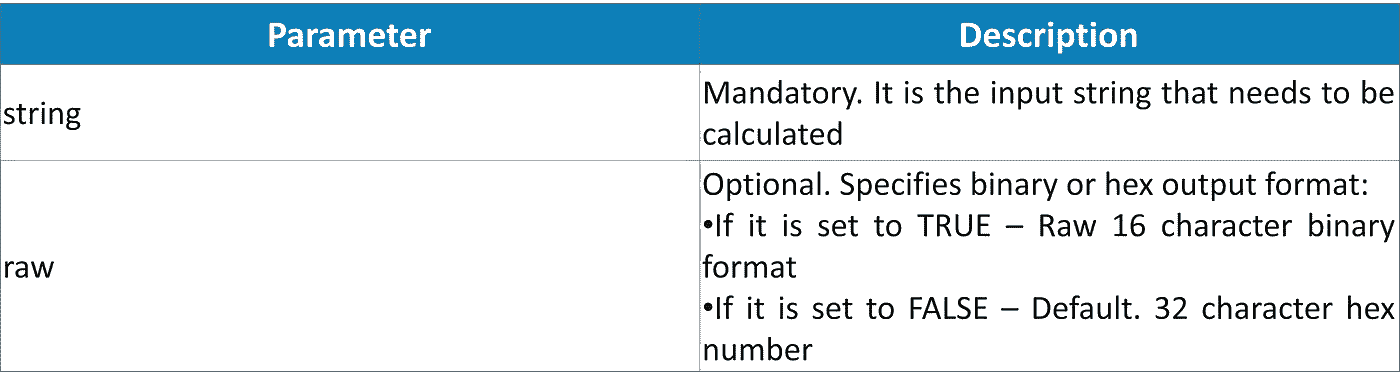 Parameter
Description
string
Mandatory. It is the input string that needs to be
calculated
raw
Optional. Specifies binary or hex output format:
•If it is set to TRUE – Raw 16 character binary
format
•If it is set to FALSE – Default. 32 character hex
number